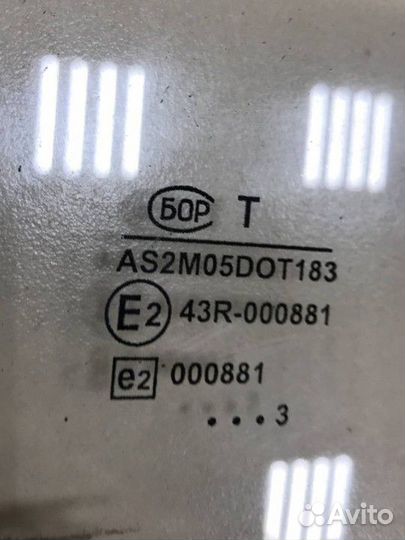 БОР T
AS2M05DOT183
E2 43R-000881
e2 000881
...3
Avito